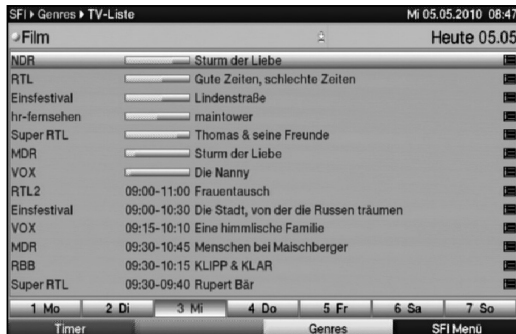 SFI Genres TV-Liste Mi 05.05.2010 08:47
Film Heute 05.05
NDR Sturm der Liebe
RTL Gute Zeiten, schlechte Zeiten
Einsfestival Lindenstraße
hr-fernsehen maintower
Super RTL Thomas & seine Freunde
MDR Sturm der Liebe
VOX Die Nanny
RTL2 09:00-11:00 Frauentausch
Einsfestival 09:00-10:30 Die Stadt, von der die Russen träumen
VOX 09:15-10:10 Eine himmlische Familie
MDR 09:30-10:45 Menschen bei Maischberger
RBB 09:30-10:15 KLIPP & KLAR
Super RTL 09:30-09:40 Rupert Bär
1 Mo 2 Di 3 Mi 4 Do 5 Fr 6 Sa 7 So
Timer Genres SFI Menü